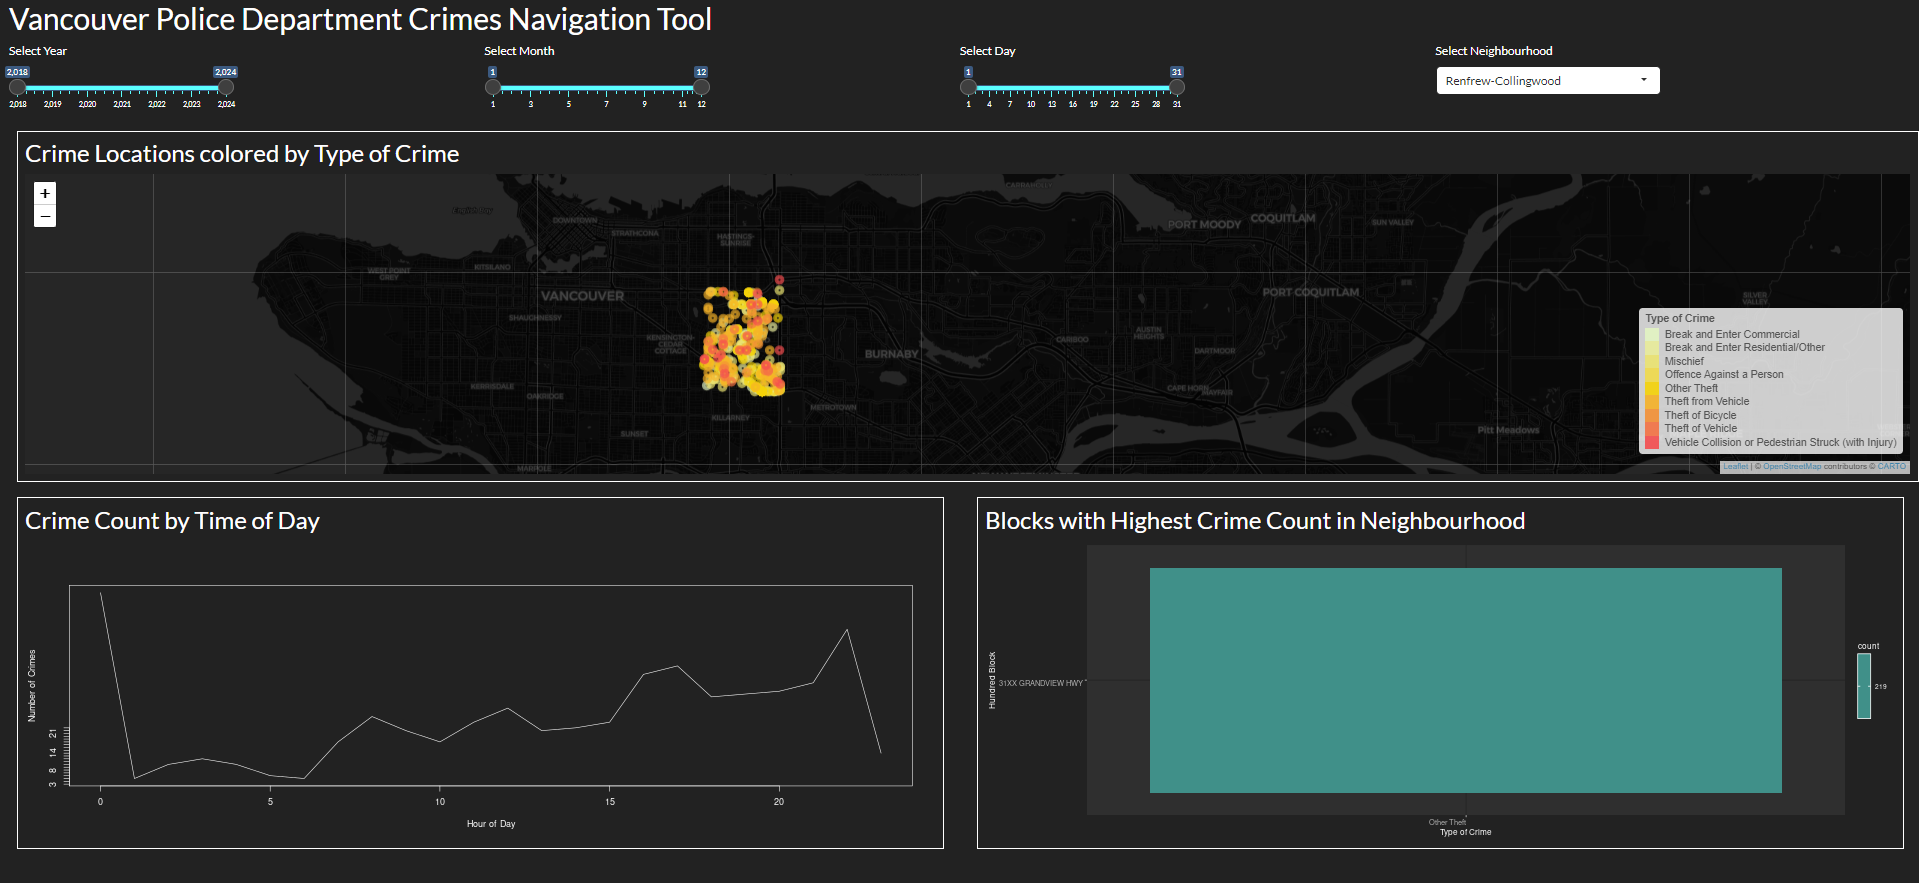 Vancouver Police Department Crimes Navigation Tool
Select Year
2,018 2,024
2,018 2,019 2,020 2,021 2,022 2,023 2,024
Select Month
1 12
1 3 5 7 9 11 12
Select Day
1 31
1 4 7 10 13 16 19 22 25 28 31
Select Neighbourhood
Renfrew-Collingwood
Crime Locations colored by Type of Crime
+
−
English Bay
DOWNTOWN
STRATHCONA
HASTINGS-
SUNRISE
WEST POINT
GREY
KITSILANO
VANCOUVER
SHAUGHNESSY
KENSINGTON-
CEDAR
COTTAGE
KERRISDALE
OAKRIDGE
SUNSET
MARPOLE
KILLARNEY
METROTOWN
BURNABY
CARIBOO
PORT MOODY
COQUITLAM
SUN VALLEY
PORT COQUITLAM
AUSTIN
HEIGHTS
DARTMOOR
CAPE HORN
MAYFAIR
SILVER
VALLEY
Pitt Meadows
Type of Crime
Break and Enter Commercial
Break and Enter Residential/Other
Mischief
Offence Against a Person
Other Theft
Theft from Vehicle
Theft of Bicycle
Theft of Vehicle
Vehicle Collision or Pedestrian Struck (with Injury)
Leaflet | © OpenStreetMap contributors © CARTO
Crime Count by Time of Day
Number of Crimes
21
14
8
3
0 5 10 15 20
Hour of Day
Blocks with Highest Crime Count in Neighbourhood
Hundred Block
31XX GRANDVIEW HWY
Other Theft
Type of Crime
count
219